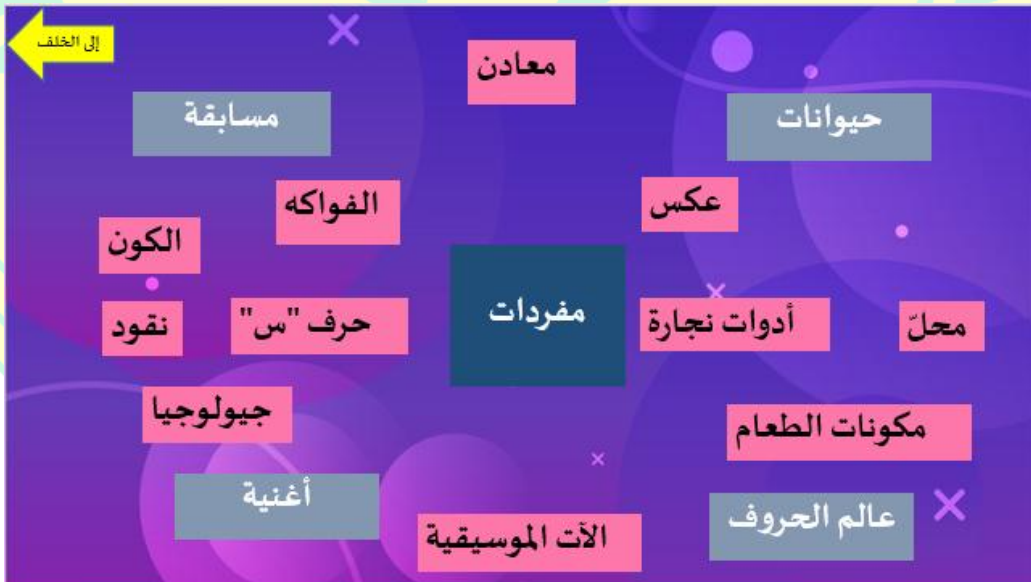 إلى الخلف
معادن
حيوانات
مسابقة
عكس
الفواكه
الكون
مفردات
محلّ
أدوات نجارة
حرف "س"
نقود
جيولوجيا
مكونات الطعام
أغنية
عالم الحروف
الآت الموسيقية